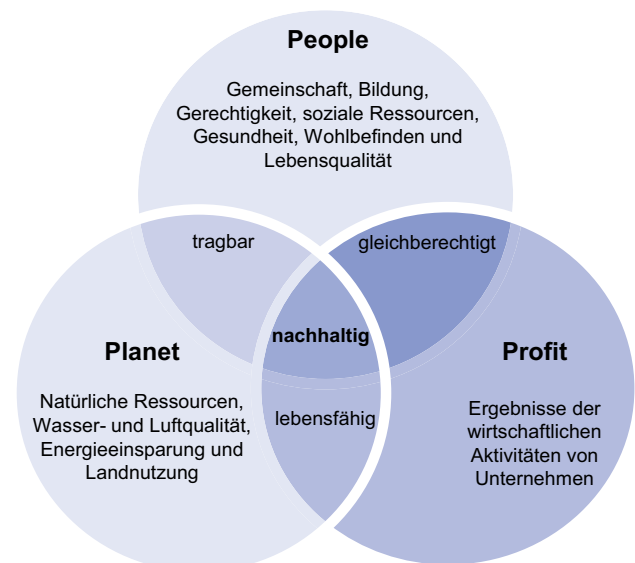 People
Gemeinschaft, Bildung,
Gerechtigkeit, soziale Ressourcen,
Gesundheit, Wohlbefinden und
Lebensqualität
tragbar
gleichberechtigt
nachhaltig
Planet
Natürliche Ressourcen,
Wasser- und Luftqualität,
Energieeinsparung und
Landnutzung
lebensfähig
Profit
Ergebnisse der
wirtschaftlichen
Aktivitäten von
Unternehmen